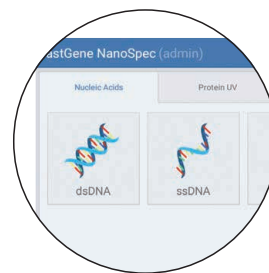 astGene NanoSpec (admin)
Nucleic Acids Protein UV
dsDNA ssDNA